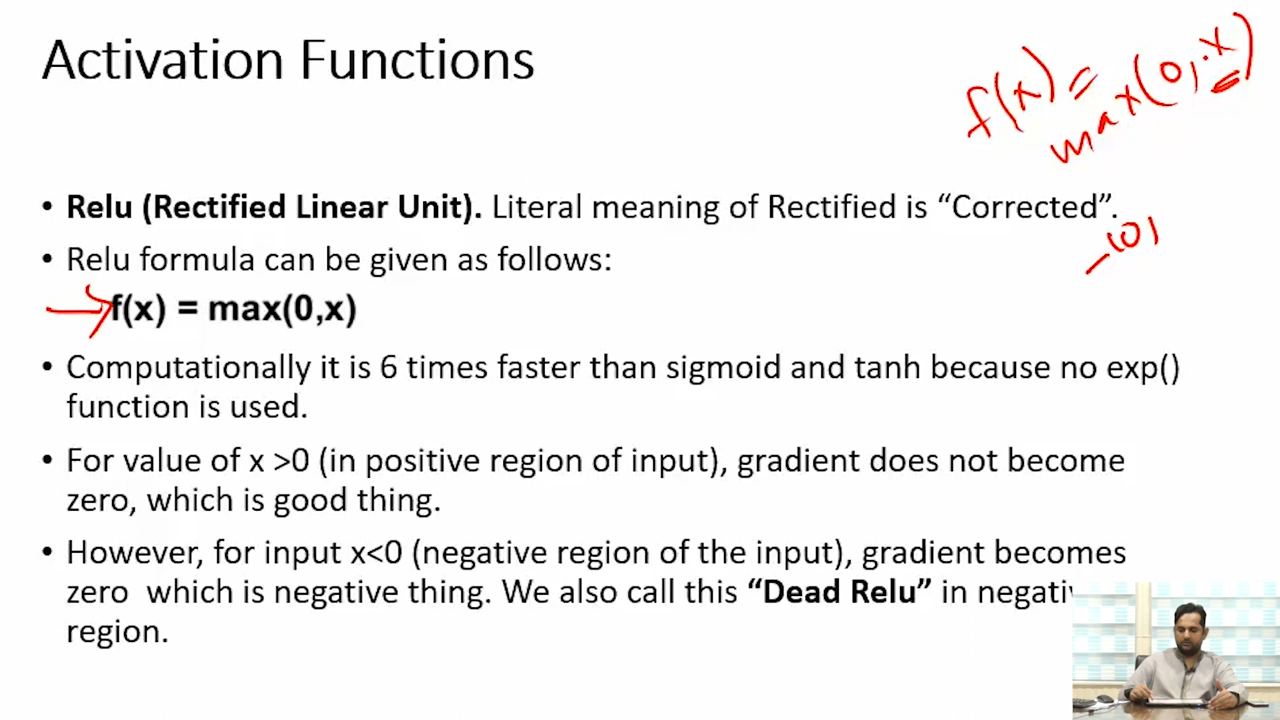 Activation Functions
f(x) =
max(0, x)
• Relu (Rectified Linear Unit). Literal meaning of Rectified is “Corrected”.
• Relu formula can be given as follows:
f(x) = max(0,x)
• Computationally it is 6 times faster than sigmoid and tanh because no exp()
function is used.
• For value of x >0 (in positive region of input), gradient does not become
zero, which is good thing.
• However, for input x<0 (negative region of the input), gradient becomes
zero which is negative thing. We also call this “Dead Relu” in
region.